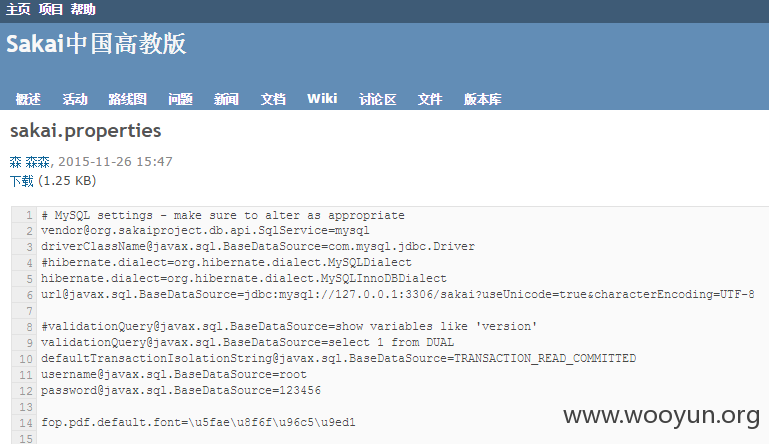 主页 项目 帮助
Sakai中国高教版
概述 活动 路线图 问题 新闻 文档 Wiki 讨论区 文件 版本库
sakai.properties
森 森森, 2015-11-26 15:47
下载 (1.25 KB)
1 # MySQL settings - make sure to alter as appropriate
2 vendor@org.sakaiproject.db.api.SqlService=mysql
3 driverClassName@javax.sql.BaseDataSource=com.mysql.jdbc.Driver
4 #hibernate.dialect=org.hibernate.dialect.MySQLDialect
5 hibernate.dialect=org.hibernate.dialect.MySQLInnoDBDialect
6 url@javax.sql.BaseDataSource=jdbc:mysql://127.0.0.1:3306/sakai?useUnicode=true&characterEncoding=UTF-8
7
8 #validationQuery@javax.sql.BaseDataSource=show variables like 'version'
9 validationQuery@javax.sql.BaseDataSource=select 1 from DUAL
10 defaultTransactionIsolationString@javax.sql.BaseDataSource=TRANSACTION_READ_COMMITTED
11 username@javax.sql.BaseDataSource=root
12 password@javax.sql.BaseDataSource=123456
13
14 fop.pdf.default.font=\u5fae\u8f6f\u96c5\u9ed1
15
www.wooyun.org